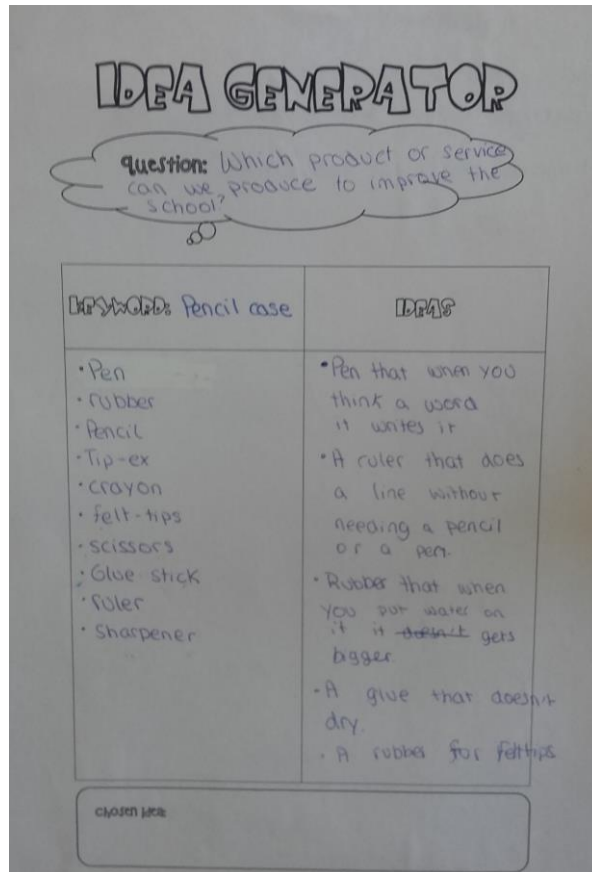 IDEA GENERATOR
question: Which product or service
can we produce to improve the
school?
KEYWORD: Pencil case
IDEAS
• Pen
• rubber
• Pencil
• Tip-ex
• crayon
• felt-tips
• scissors
• Glue stick
• ruler
• Sharpener
• Pen that when you
think a word
it writes it
• A ruler that does
a line without
needing a pencil
or a pen.
• Rubber that when
you put water on
it it doesn't gets
bigger.
• A glue that doesn't
dry.
• A rubber for felttips
CHOSEN IDEA: